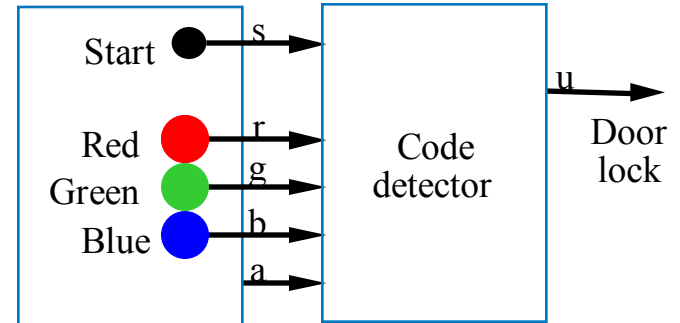 Start
s
u
Red
r
Door
lock
Code
detector
Green
g
Blue
b
a